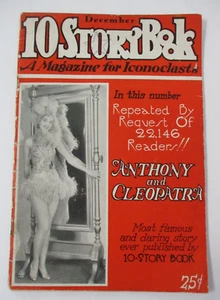 December
10 STORY BOOK
A Magazine for Iconoclasts
In this number
Repeated By
Request Of
22,146
Readers!!
ANTHONY
and
CLEOPATRA
Most famous
and daring story
ever published by
10-STORY BOOK
25¢